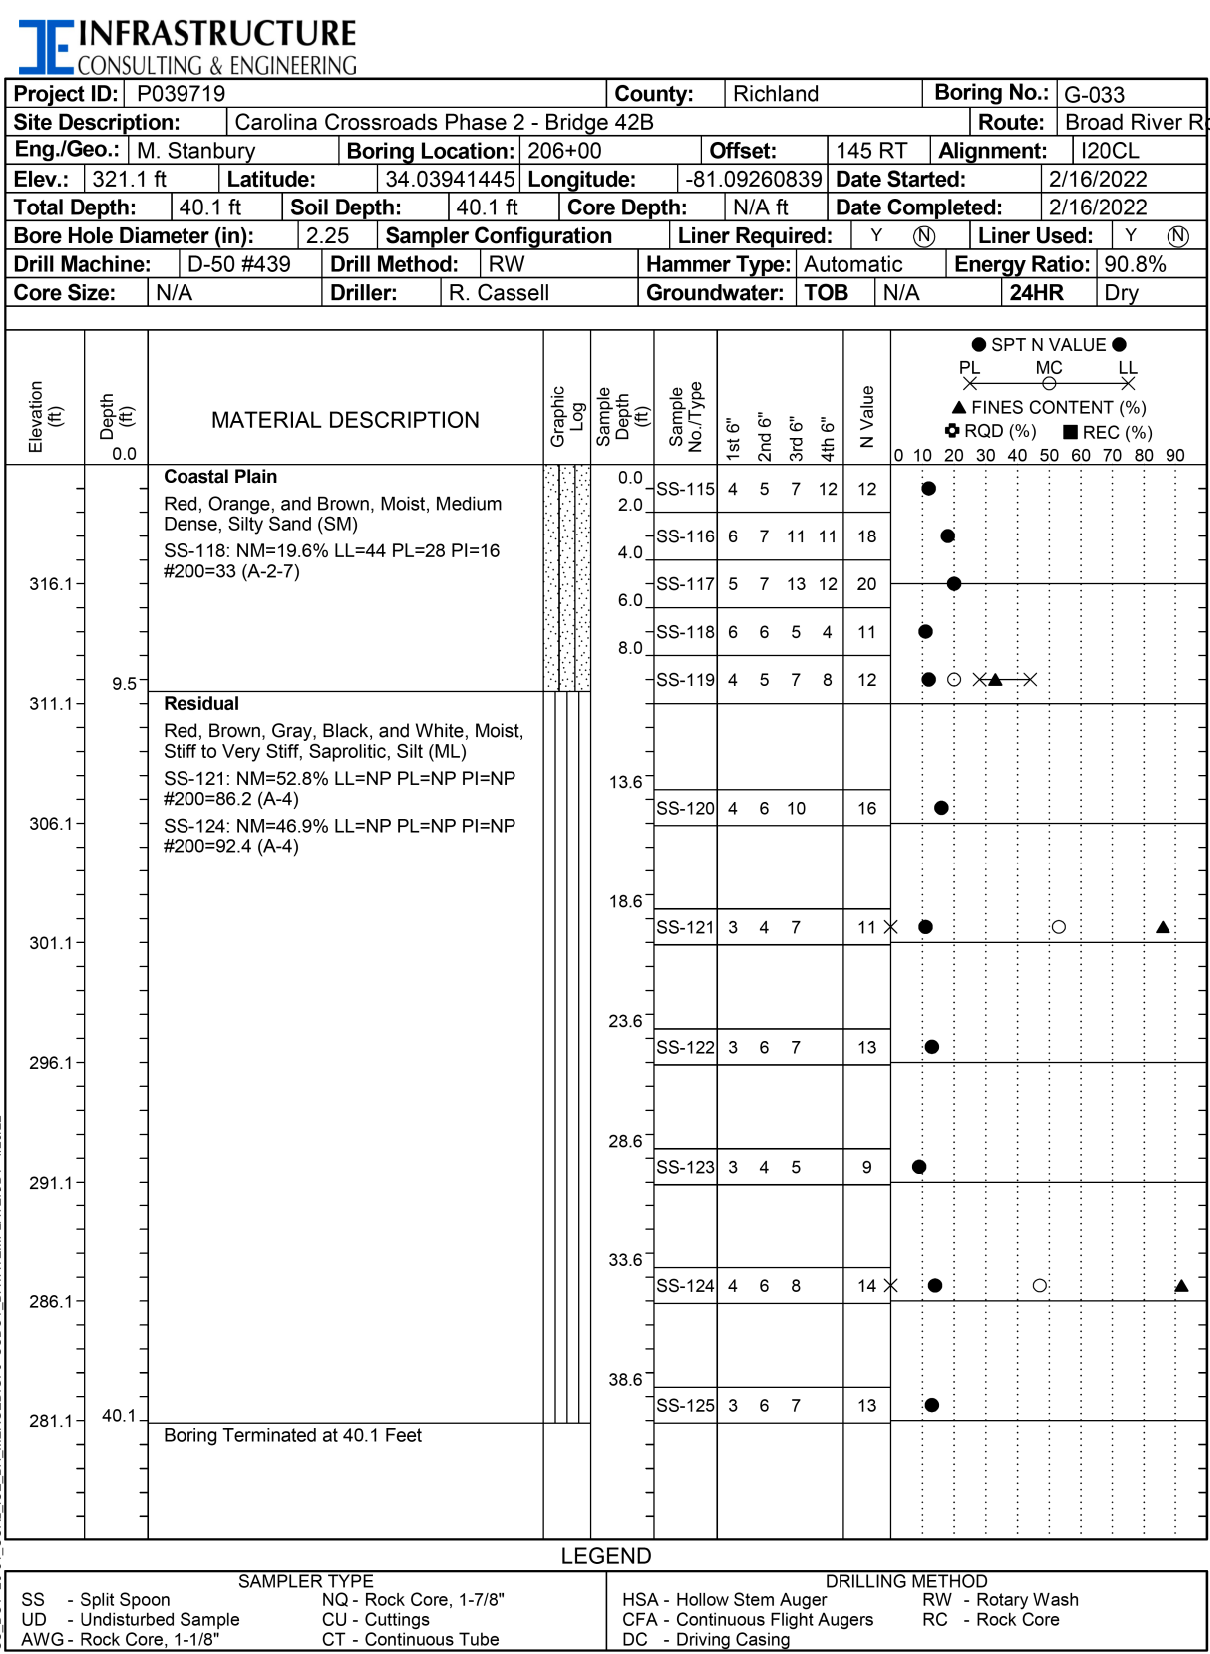 INFRASTRUCTURE
CONSULTING & ENGINEERING
Project ID: P039719 County: Richland Boring No.: G-033
Site Description: Carolina Crossroads Phase 2 - Bridge 42B Route: Broad River
Eng./Geo.: M. Stanbury Boring Location: 206+00 Offset: 145 RT Alignment: I20CL
Elev.: 321.1 ft Latitude: 34.03941445 Longitude: -81.09260839 Date Started: 2/16/2022
Total Depth: 40.1 ft Soil Depth: 40.1 ft Core Depth: N/A ft Date Completed: 2/16/2022
Bore Hole Diameter (in): 2.25 Sampler Configuration Liner Required: Y N Liner Used: Y N
Drill Machine: D-50 #439 Drill Method: RW Hammer Type: Automatic Energy Ratio: 90.8%
Core Size: N/A Driller: R. Cassell Groundwater: TOB N/A 24HR Dry
Elevation (ft)
Depth (ft)
0.0
MATERIAL DESCRIPTION
Graphic Log
Sample Depth (ft)
Sample No./Type
1st 6"
2nd 6"
3rd 6"
4th 6"
N Value
SPT N VALUE
PL MC LL
FINES CONTENT (%)
RQD (%) REC (%)
0 10 20 30 40 50 60 70 80 90
Coastal Plain
Red, Orange, and Brown, Moist, Medium
Dense, Silty Sand (SM)
SS-118: NM=19.6% LL=44 PL=28 PI=16
#200=33 (A-2-7)
0.0
SS-115 4 5 7 12 12
2.0
SS-116 6 7 11 11 18
4.0
316.1
SS-117 5 7 13 12 20
6.0
SS-118 6 6 5 4 11
8.0
SS-119 4 5 7 8 12
9.5
311.1
Residual
Red, Brown, Gray, Black, and White, Moist,
Stiff to Very Stiff, Saprolitic, Silt (ML)
SS-121: NM=52.8% LL=NP PL=NP PI=NP
#200=86.2 (A-4)
SS-124: NM=46.9% LL=NP PL=NP PI=NP
#200=92.4 (A-4)
13.6
SS-120 4 6 10 16
306.1
18.6
SS-121 3 4 7 11
301.1
23.6
SS-122 3 6 7 13
296.1
28.6
SS-123 3 4 5 9
291.1
33.6
SS-124 4 6 8 14
286.1
38.6
SS-125 3 6 7 13
281.1
40.1
Boring Terminated at 40.1 Feet
LEGEND
SAMPLER TYPE
SS - Split Spoon NQ - Rock Core, 1-7/8"
UD - Undisturbed Sample CU - Cuttings
AWG - Rock Core, 1-1/8" CT - Continuous Tube
DRILLING METHOD
HSA - Hollow Stem Auger RW - Rotary Wash
CFA - Continuous Flight Augers RC - Rock Core
DC - Driving Casing